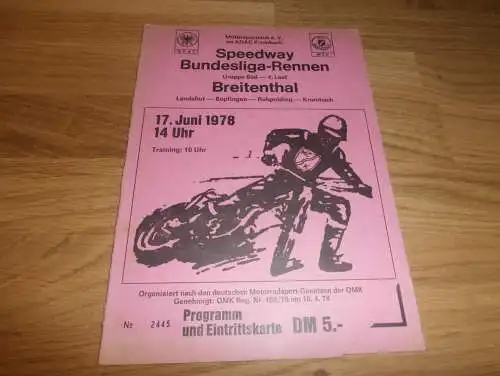 Motorsportclub e. V.
im ADAC Krumbach
Speedway
Bundesliga-Rennen
Gruppe Süd — 4. Lauf
Breitenthal
Landshut — Bopfingen — Ruhpolding — Krumbach
17. Juni 1978
14 Uhr
Training: 10 Uhr
Organisiert nach den deutschen Motorradsport-Gesetzen der OMK
Genehmigt: OMK Reg. Nr.
Programm
und Eintrittskarte DM 5.-
№ 2445